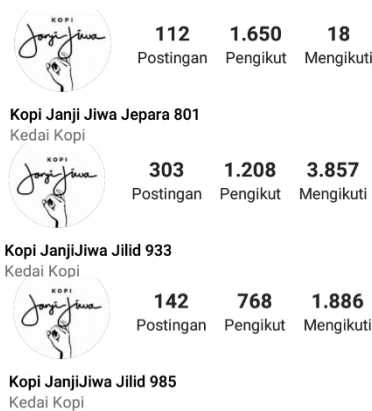 KOPI
Janji Jiwa
112 1.650 18
Postingan Pengikut Mengikuti
Kopi Janji Jiwa Jepara 801
Kedai Kopi
KOPI
Janji Jiwa
303 1.208 3.857
Postingan Pengikut Mengikuti
Kopi JanjiJiwa Jilid 933
Kedai Kopi
KOPI
Janji Jiwa
142 768 1.886
Postingan Pengikut Mengikuti
Kopi JanjiJiwa Jilid 985
Kedai Kopi